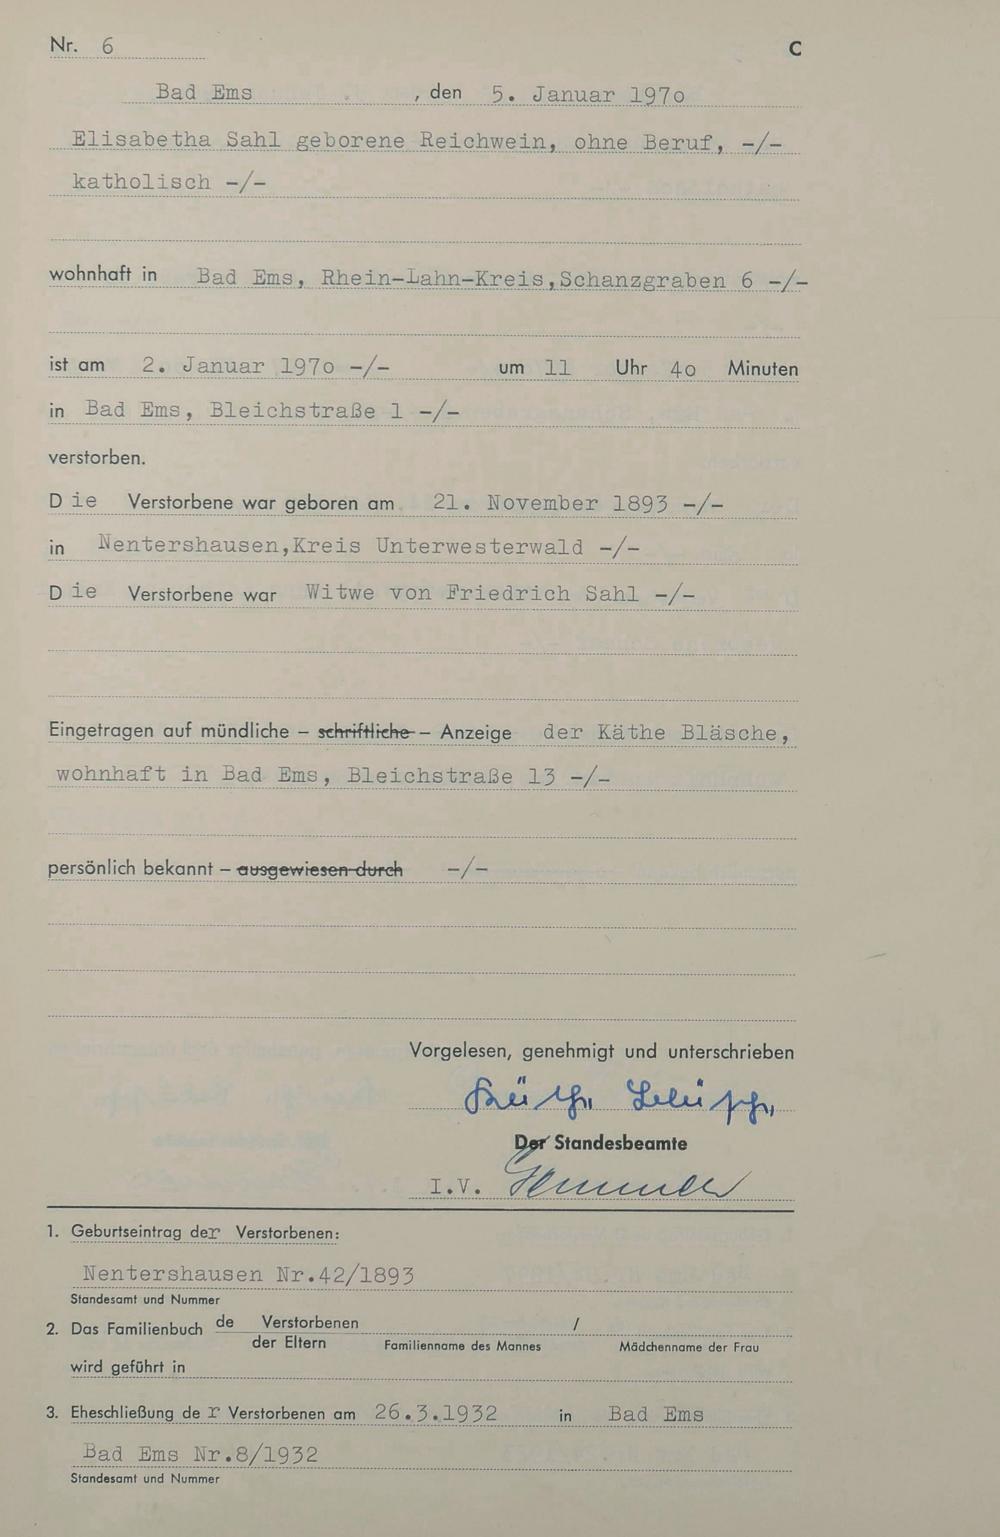 Nr. 6 C
Bad Ems , den 5. Januar 197o
Elisabetha Sahl geborene Reichwein, ohne Beruf, -/-
katholisch -/-
wohnhaft in Bad Ems, Rhein-Lahn-Kreis,Schanzgraben 6 -/-
ist am 2. Januar 197o -/- um 11 Uhr 4o Minuten
in Bad Ems, Bleichstraße 1 -/-
verstorben.
Die Verstorbene war geboren am 21. November 1893 -/-
in Nentershausen,Kreis Unterwesterwald -/-
Die Verstorbene war Witwe von Friedrich Sahl -/-
Eingetragen auf mündliche – schriftliche – Anzeige der Käthe Bläsche,
wohnhaft in Bad Ems, Bleichstraße 13 -/-
persönlich bekannt – ausgewiesen durch -/-
Vorgelesen, genehmigt und unterschrieben
Käthe Bläsche
Der Standesbeamte
I.V.
1. Geburtseintrag der Verstorbenen:
Nentershausen Nr.42/1893
Standesamt und Nummer
2. Das Familienbuch de Verstorbenen /
der Eltern Familienname des Mannes Mädchenname der Frau
wird geführt in
3. Eheschließung der Verstorbenen am 26.3.1932 in Bad Ems
Bad Ems Nr.8/1932
Standesamt und Nummer